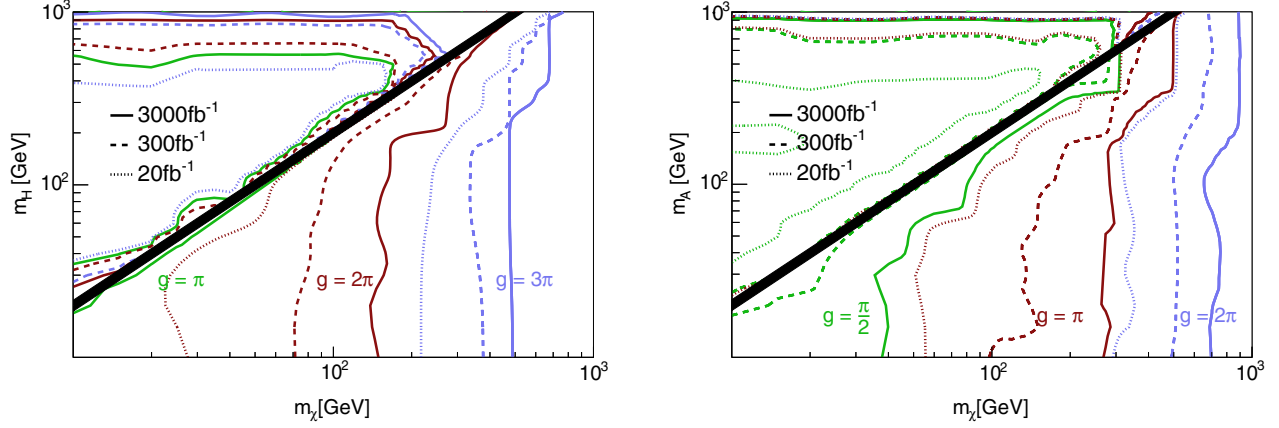 10³
m_H [GeV]
10²
3000fb⁻¹
300fb⁻¹
20fb⁻¹
g = π
g = 2π
g = 3π
10²
10³
m_χ[GeV]
10³
m_A [GeV]
10²
3000fb⁻¹
300fb⁻¹
20fb⁻¹
g = π/2
g = π
g = 2π
10²
10³
m_χ[GeV]